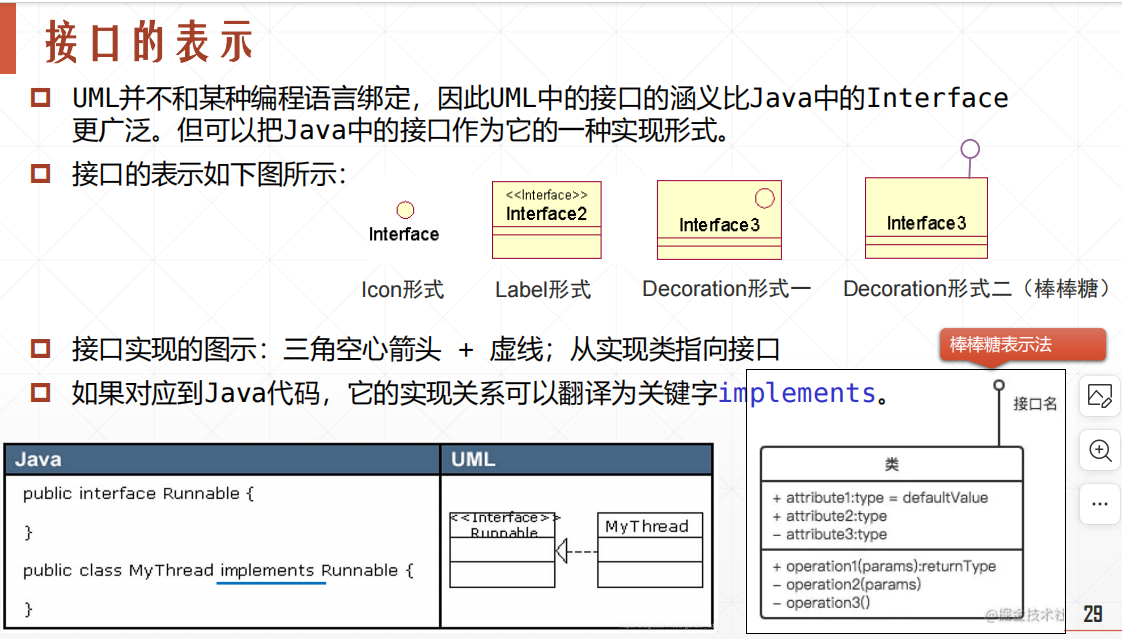 接口的表示
UML并不和某种编程语言绑定，因此UML中的接口的涵义比Java中的Interface
更广泛。但可以把Java中的接口作为它的一种实现形式。
接口的表示如下图所示：
Interface
<<Interface>>
Interface2
Interface3
Interface3
Icon形式
Label形式
Decoration形式一
Decoration形式二（棒棒糖）
接口实现的图示：三角空心箭头 + 虚线；从实现类指向接口
如果对应到Java代码，它的实现关系可以翻译为关键字implements。
棒棒糖表示法
接口名
类
+ attribute1:type = defaultValue
+ attribute2:type
- attribute3:type
+ operation1(params):returnType
- operation2(params)
- operation3()
Java
UML
public interface Runnable {
}
public class MyThread implements Runnable {
}
<<Interface>>
Runnable
MyThread
@掘金技术社
29